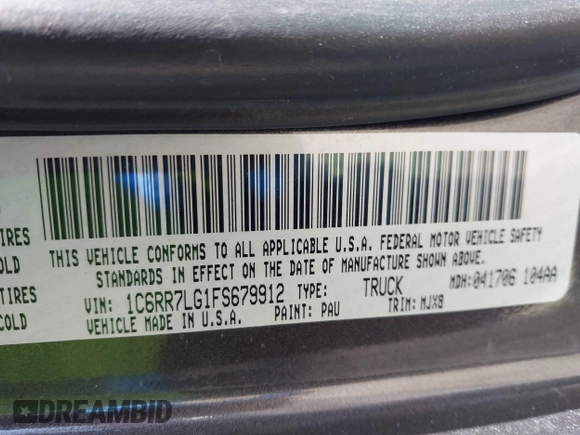 IRES
OLD
THIS VEHICLE CONFORMS TO ALL APPLICABLE U.S.A. FEDERAL MOTOR VEHICLE SAFETY
STANDARDS IN EFFECT ON THE DATE OF MANUFACTURE SHOWN ABOVE.
TIRES
COLD
VIN: 1C6RR7LG1FS679912 TYPE: TRUCK MDH: 041706 104AA
VEHICLE MADE IN U.S.A. PAINT: PAU TRIM: MJX8
DREAMBID